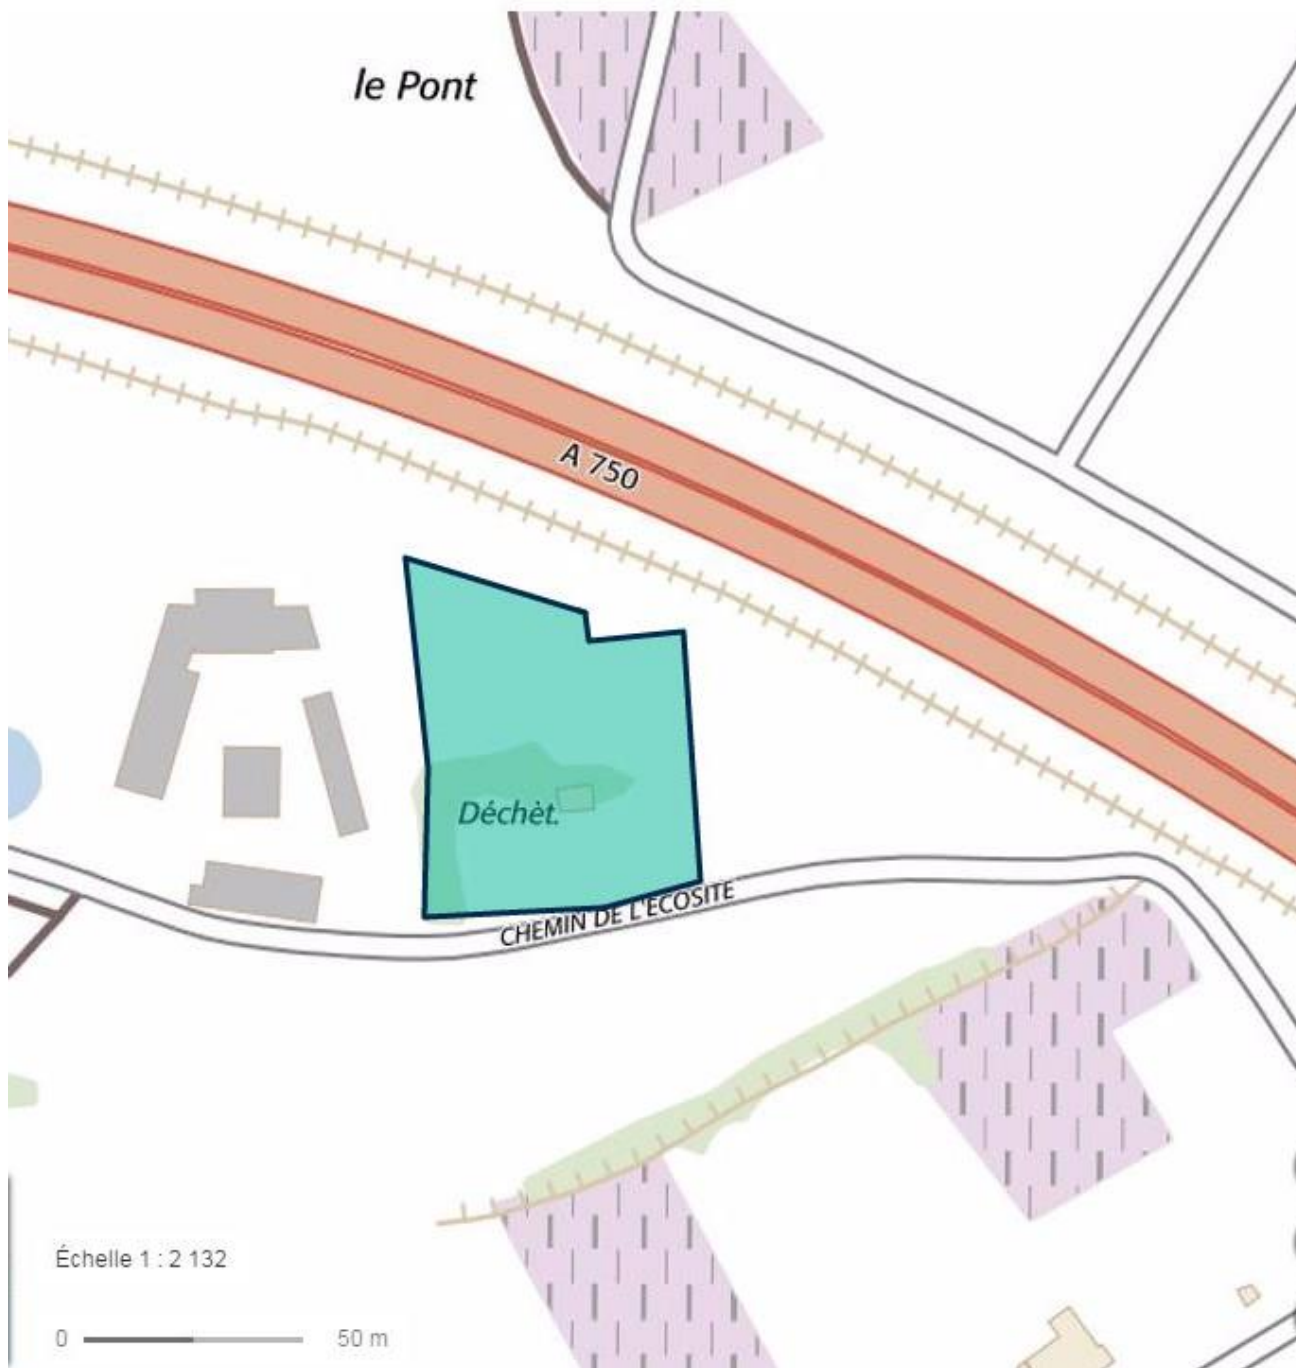 le Pont
A 750
Déchèt.
CHEMIN DE L'ECOSITE
Échelle 1 : 2 132
0 50 m